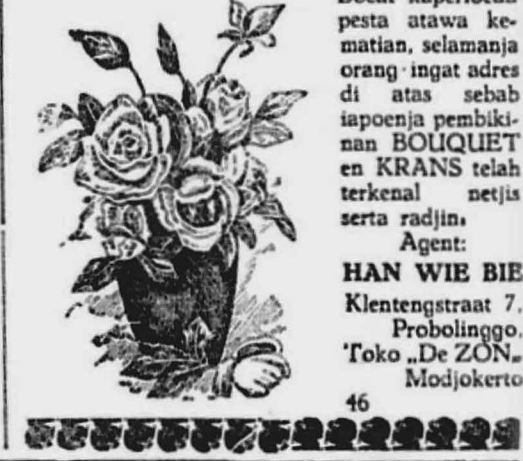 pesta atawa ke-
matian, selamanja
orang ingat adres
di atas sebab
iapoenja pembiki-
nan BOUQUET
en KRANS telah
terkenal netjis
serta radjin.
Agent:
HAN WIE BIE
Klentengstraat 7.
Probolinggo.
Toko „De ZON„
Modjokerto
46